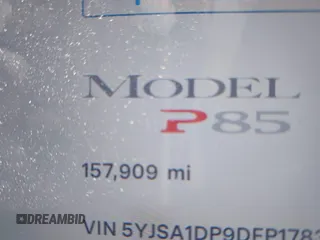 MODEL
P85
157,909 mi
DREAMBID
VIN 5YJSA1DP9DFP1782